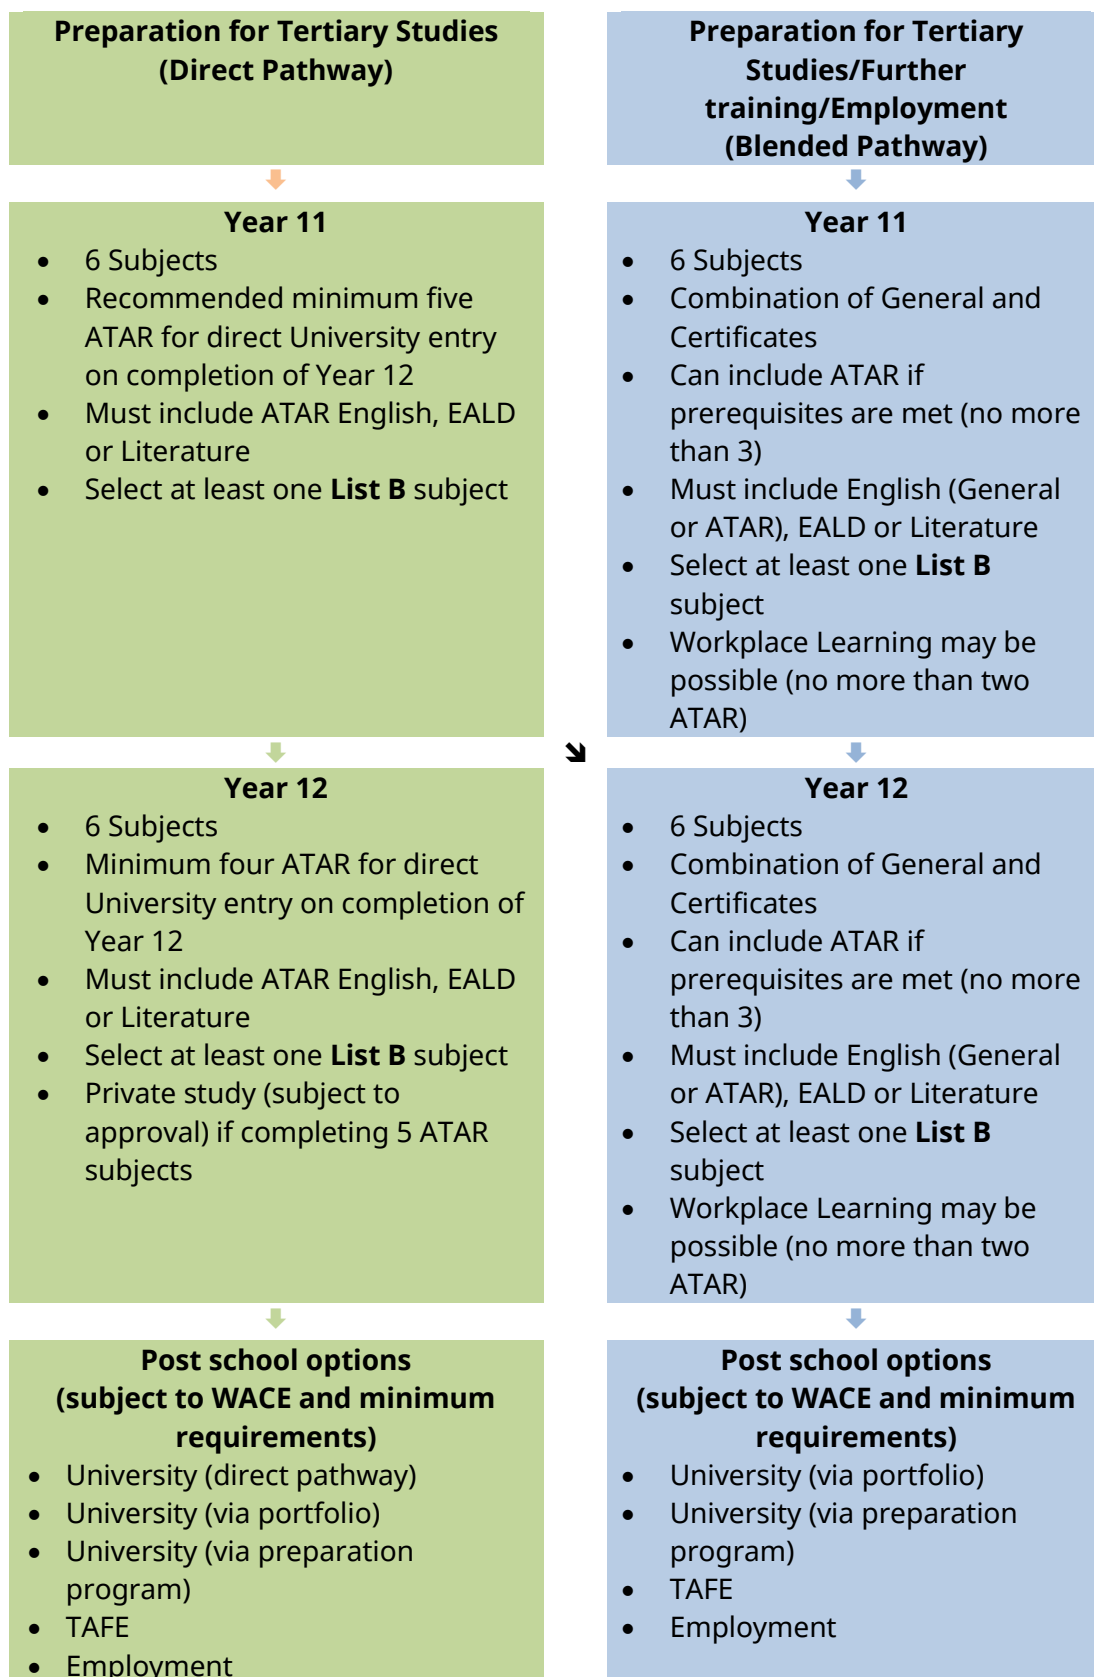 Preparation for Tertiary Studies
(Direct Pathway)
Year 11
• 6 Subjects
• Recommended minimum five
ATAR for direct University entry
on completion of Year 12
• Must include ATAR English, EALD
or Literature
• Select at least one List B subject
Year 12
• 6 Subjects
• Minimum four ATAR for direct
University entry on completion of
Year 12
• Must include ATAR English, EALD
or Literature
• Select at least one List B subject
• Private study (subject to
approval) if completing 5 ATAR
subjects
Post school options
(subject to WACE and minimum
requirements)
• University (direct pathway)
• University (via portfolio)
• University (via preparation
program)
• TAFE
• Employment
Preparation for Tertiary
Studies/Further
training/Employment
(Blended Pathway)
Year 11
• 6 Subjects
• Combination of General and
Certificates
• Can include ATAR if
prerequisites are met (no more
than 3)
• Must include English (General
or ATAR), EALD or Literature
• Select at least one List B
subject
• Workplace Learning may be
possible (no more than two
ATAR)
Year 12
• 6 Subjects
• Combination of General and
Certificates
• Can include ATAR if
prerequisites are met (no more
than 3)
• Must include English (General
or ATAR), EALD or Literature
• Select at least one List B
subject
• Workplace Learning may be
possible (no more than two
ATAR)
Post school options
(subject to WACE and minimum
requirements)
• University (via portfolio)
• University (via preparation
program)
• TAFE
• Employment